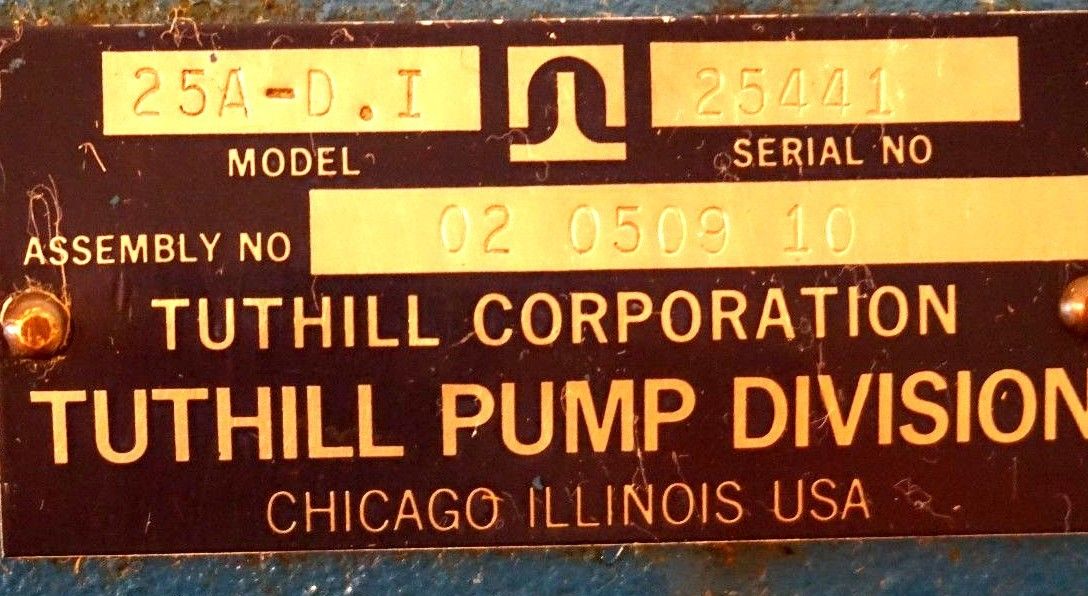 25A-D.I 25441
MODEL SERIAL NO
ASSEMBLY NO 02 0509 10
TUTHILL CORPORATION
TUTHILL PUMP DIVISION
CHICAGO ILLINOIS USA